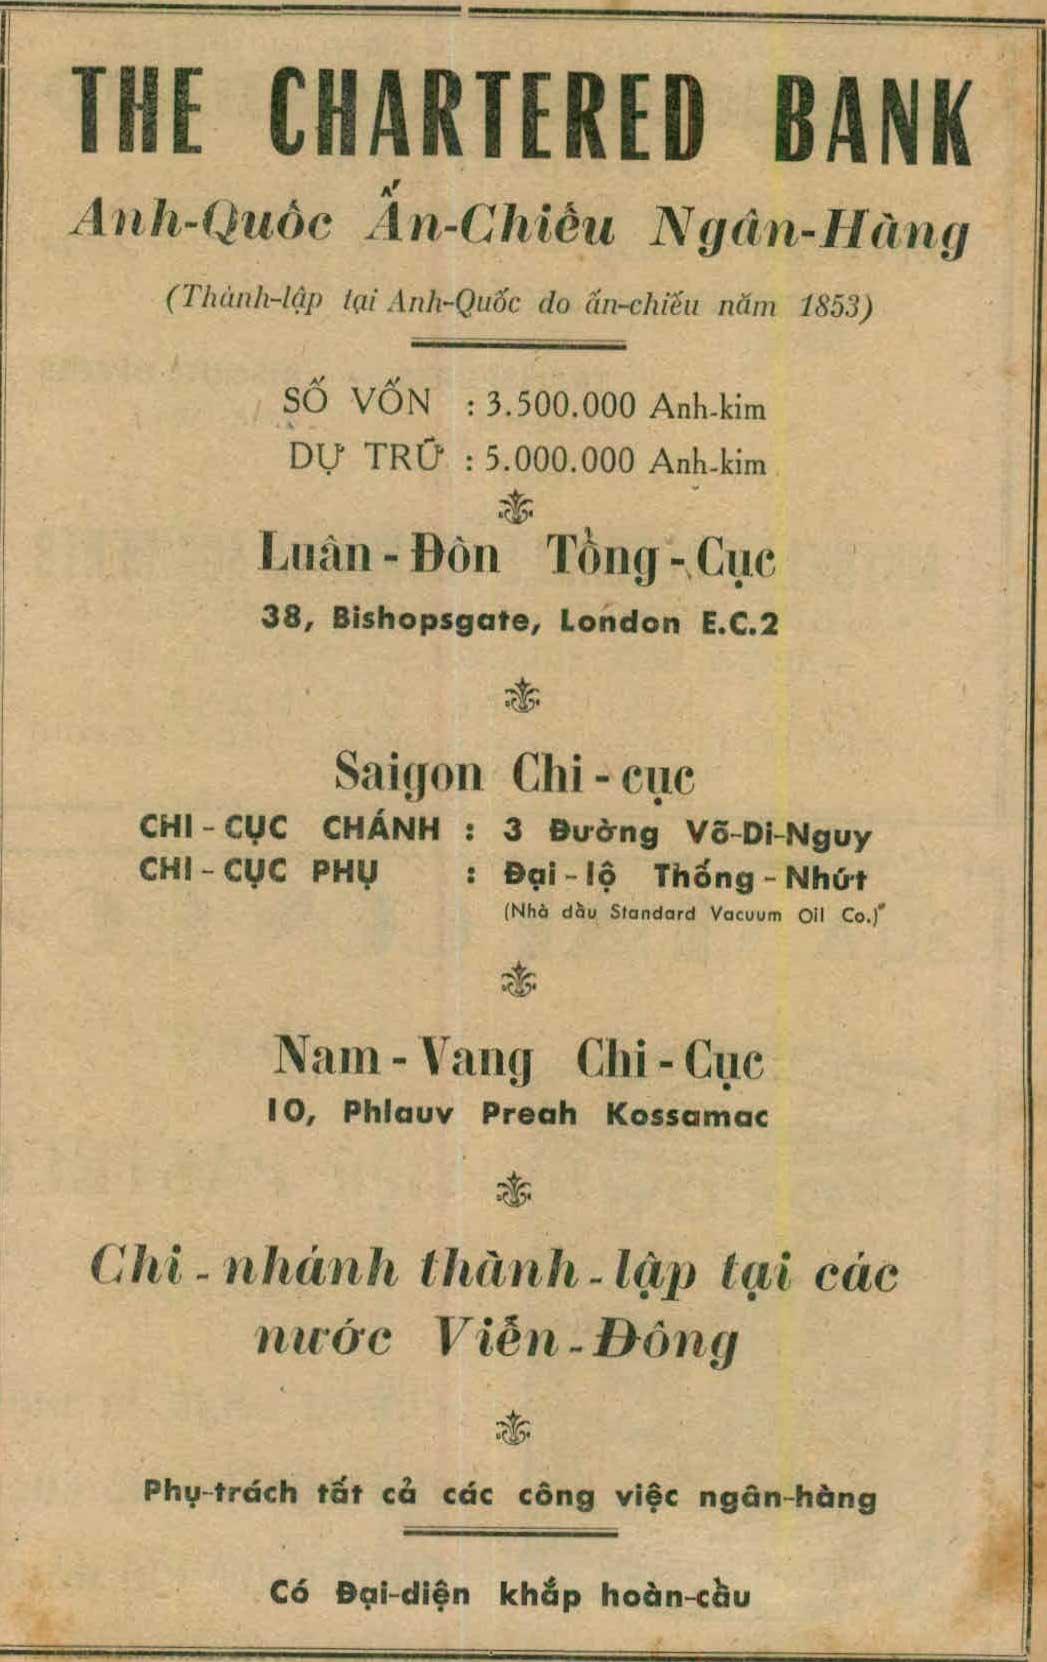 THE CHARTERED BANK
Anh-Quốc Ấn-Chiếu Ngân-Hàng
(Thành-lập tại Anh-Quốc do ấn-chiếu năm 1853)
SỐ VỐN : 3.500.000 Anh-kim
DỰ TRỮ : 5.000.000 Anh-kim
Luân-Đôn Tổng-Cục
38, Bishopsgate, London E.C.2
Saigon Chi-cục
CHI-CỤC CHÁNH : 3 Đường Võ-Di-Nguy
CHI-CỤC PHỤ : Đại-lộ Thống-Nhứt
(Nhà dầu Standard Vacuum Oil Co.)
Nam-Vang Chi-Cục
10, Phlauv Preah Kossamac
Chi-nhánh thành-lập tại các
nước Viễn-Đông
Phụ-trách tất cả các công việc ngân-hàng
Có Đại-diện khắp hoàn-cầu